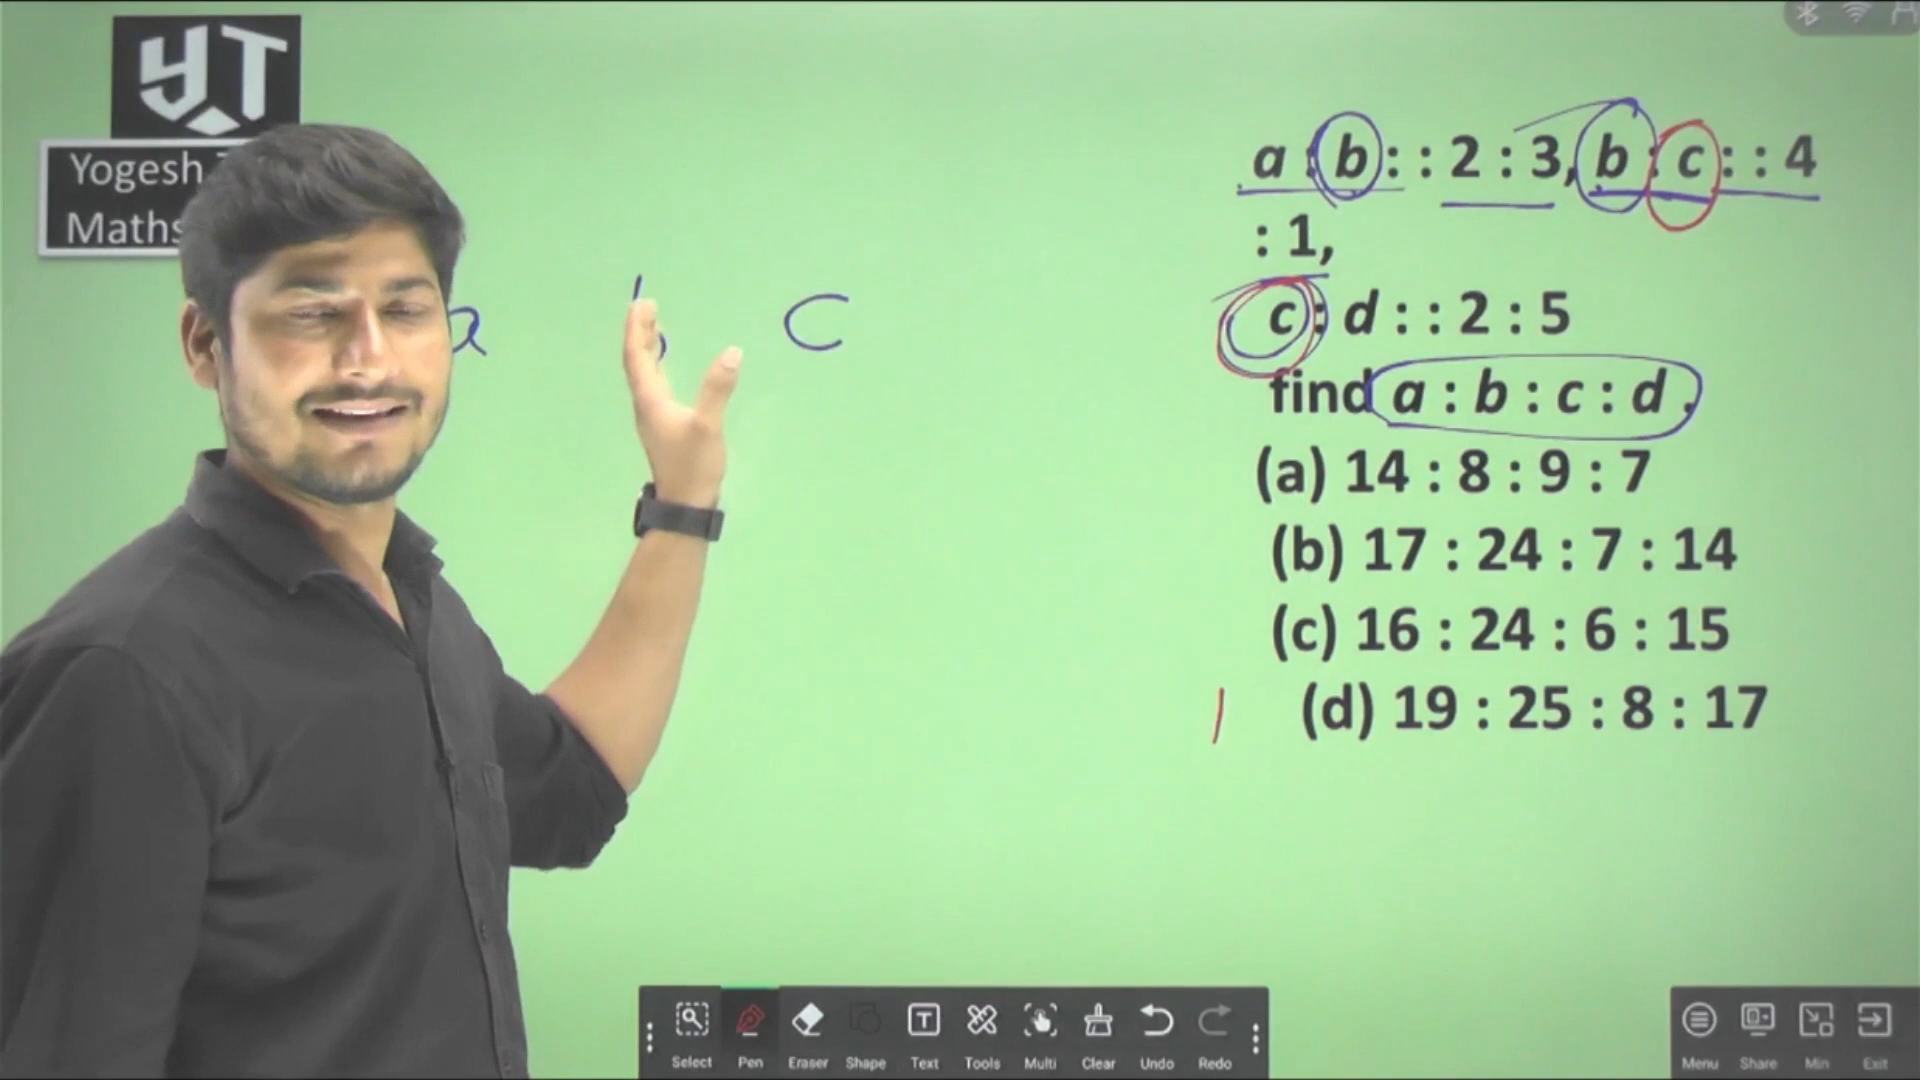 YT
Yogesh
Maths
a : b : : 2 : 3, b : c : : 4
: 1,
c : d : : 2 : 5
find a : b : c : d .
(a) 14 : 8 : 9 : 7
(b) 17 : 24 : 7 : 14
(c) 16 : 24 : 6 : 15
(d) 19 : 25 : 8 : 17
a b c
Select Pen Eraser Shape Text Tools Multi Clear Undo Redo
Menu Share Min Exit